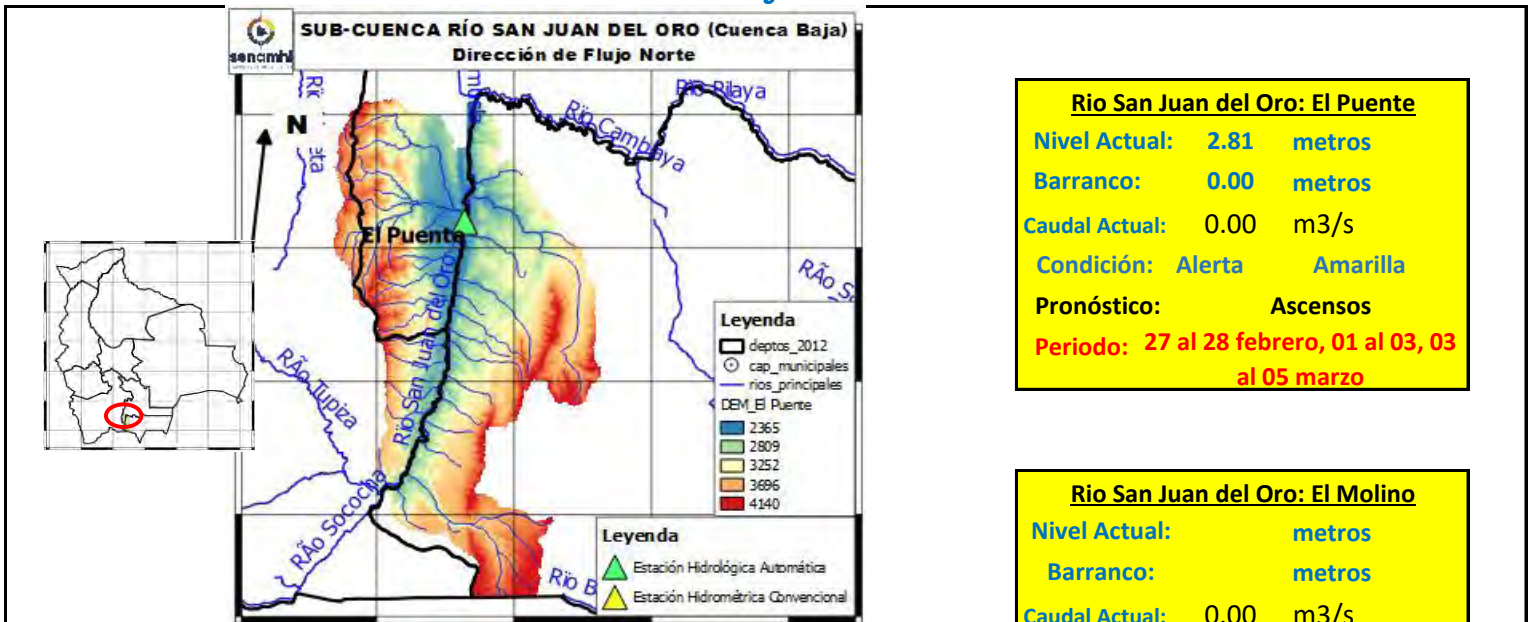 SUB-CUENCA RÍO SAN JUAN DEL ORO (Cuenca Baja)
Dirección de Flujo Norte
senamhi
N
Río Pilaya
Río Camblaya
El Puente
Río San Juan del Oro
RÃo Tupiza
RÃo Sococha
Leyenda
deptos_2012
cap_municipales
rios_principales
DEM_El Puente
2365
2809
3252
3696
4140
Leyenda
Estación Hidrológica Automática
Estación Hidrométrica Convencional
Rio San Juan del Oro: El Puente
Nivel Actual: 2.81 metros
Barranco: 0.00 metros
Caudal Actual: 0.00 m3/s
Condición: Alerta Amarilla
Pronóstico: Ascensos
Periodo: 27 al 28 febrero, 01 al 03, 03
al 05 marzo
Rio San Juan del Oro: El Molino
Nivel Actual: metros
Barranco: metros
Caudal Actual: 0.00 m3/s